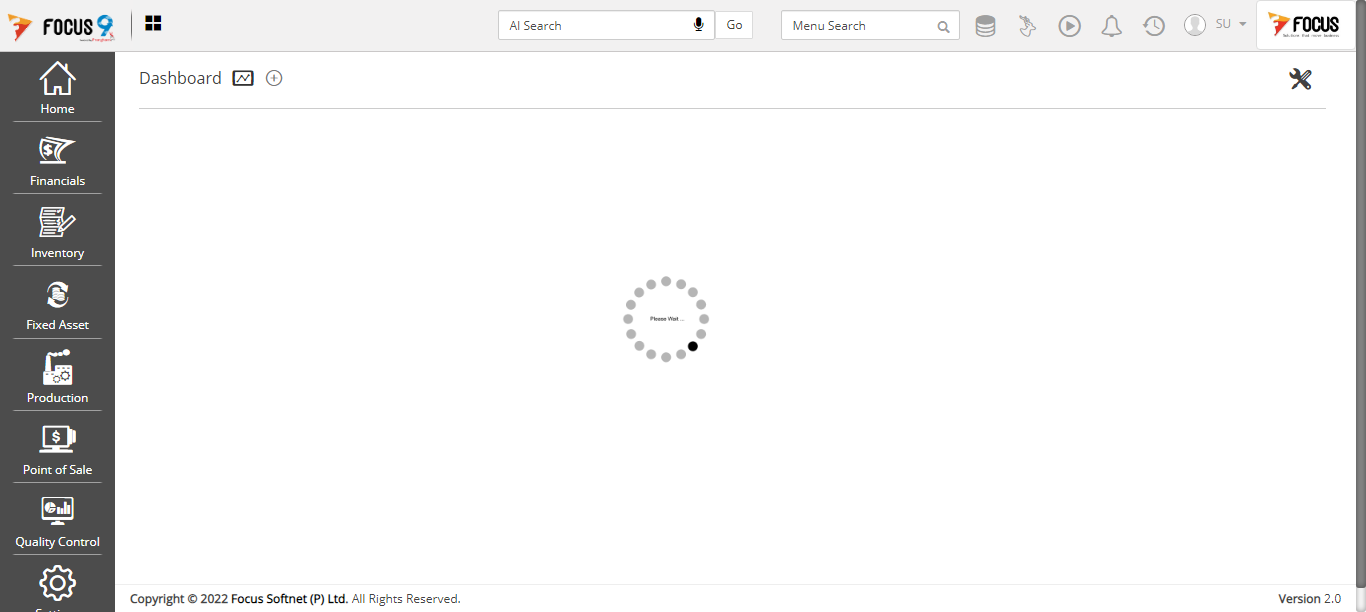 FOCUS 9
AI Search
Go
Menu Search
SU
FOCUS
Dashboard
Home
Financials
Inventory
Fixed Asset
Production
Point of Sale
Quality Control
Please Wait ...
Copyright © 2022 Focus Softnet (P) Ltd. All Rights Reserved.
Version 2.0